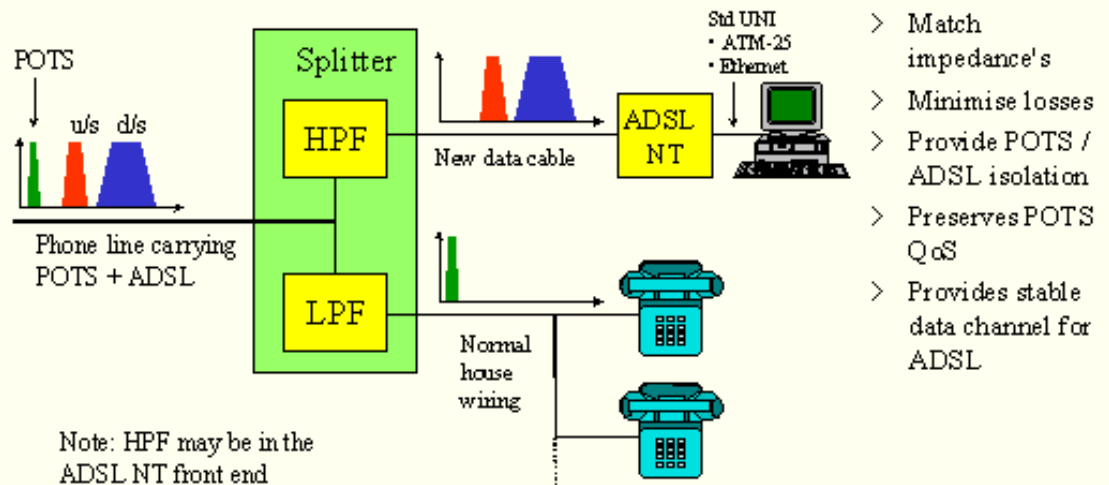 POTS
u/s d/s
Phone line carrying
POTS + ADSL
Splitter
HPF
LPF
New data cable
ADSL
NT
Std UNI
• ATM-25
• Ethernet
Normal
house
wiring
Note: HPF may be in the
ADSL NT front end
> Match
impedance's
> Minimise losses
> Provide POTS /
ADSL isolation
> Preserves POTS
QoS
> Provides stable
data channel for
ADSL